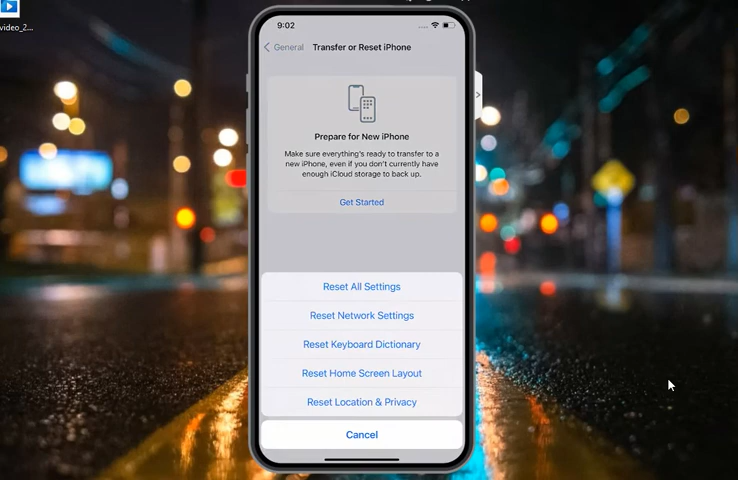 video_2...
9:02
General
Transfer or Reset iPhone
Prepare for New iPhone
Make sure everything's ready to transfer to a
new iPhone, even if you don't currently have
enough iCloud storage to back up.
Get Started
Reset All Settings
Reset Network Settings
Reset Keyboard Dictionary
Reset Home Screen Layout
Reset Location & Privacy
Cancel